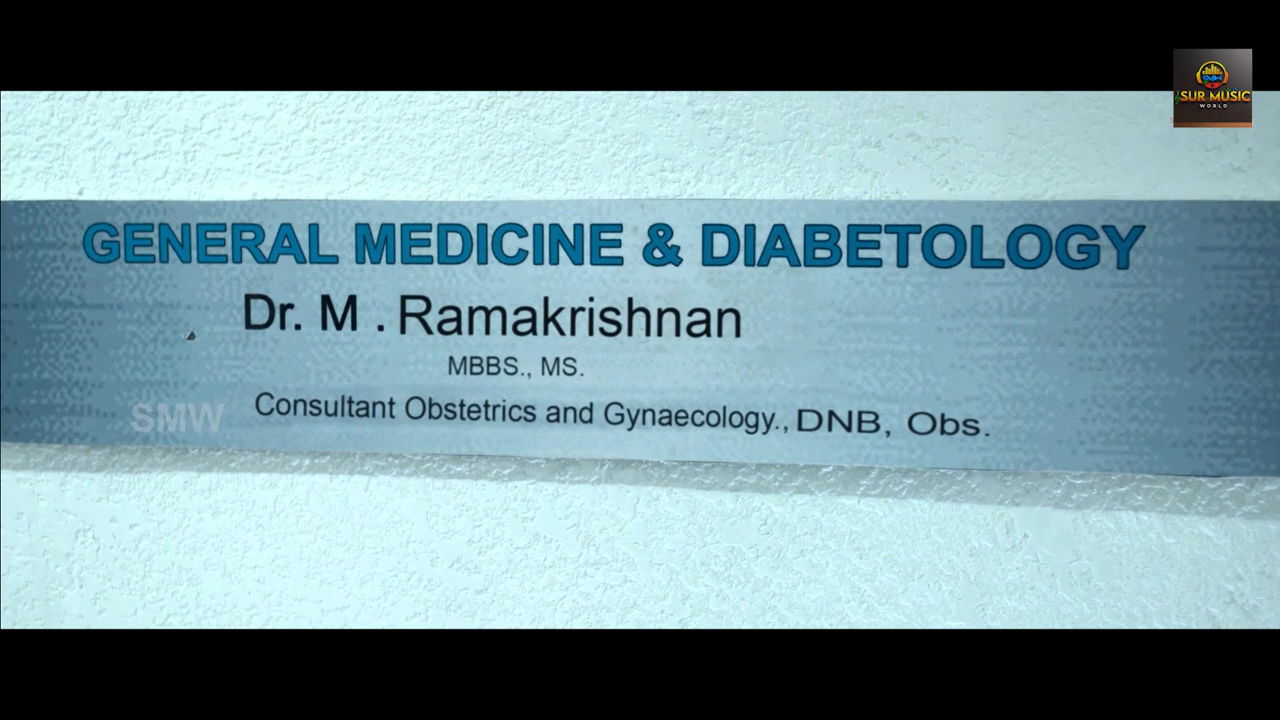 SUR MUSIC
WORLD
GENERAL MEDICINE & DIABETOLOGY
Dr. M . Ramakrishnan
MBBS., MS.
Consultant Obstetrics and Gynaecology., DNB, Obs.
SMW